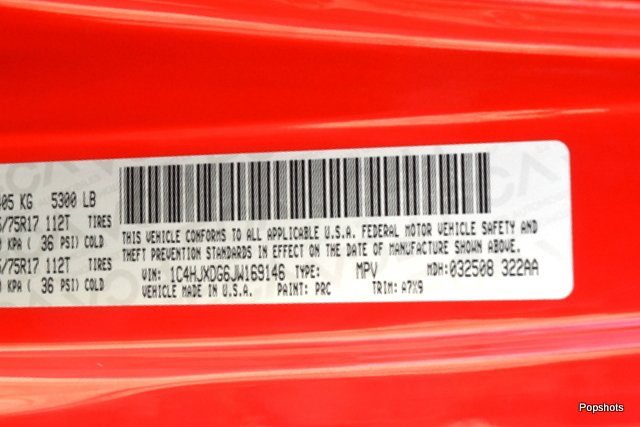 405 KG 5300 LB
/75R17 112T TIRES
KPA ( 36 PSI) COLD
/75R17 112T TIRES
KPA ( 36 PSI) COLD
THIS VEHICLE CONFORMS TO ALL APPLICABLE U.S.A. FEDERAL MOTOR VEHICLE SAFETY AND
THEFT PREVENTION STANDARDS IN EFFECT ON THE DATE OF MANUFACTURE SHOWN ABOVE.
VIN: 1C4HJXDG6JW169146 TYPE: MPV MDH: 032508 322AA
VEHICLE MADE IN U.S.A. PAINT: PRC TRIM: A7X9
Popshots